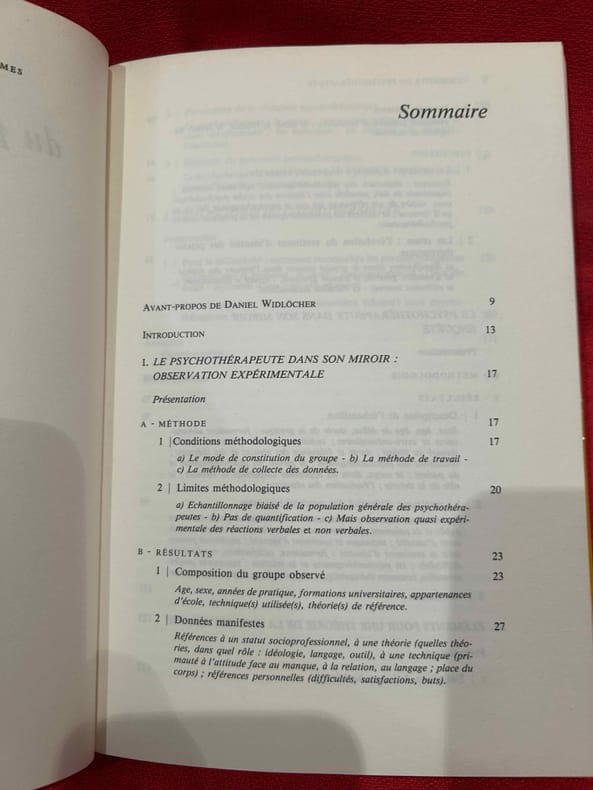 MES
Sommaire
AVANT-PROPOS DE DANIEL WIDLÖCHER 9
INTRODUCTION 13
I. LE PSYCHOTHÉRAPEUTE DANS SON MIROIR :
OBSERVATION EXPÉRIMENTALE 17
Présentation
A - MÉTHODE 17
1 | Conditions méthodologiques 17
a) Le mode de constitution du groupe - b) La méthode de travail -
c) La méthode de collecte des données.
2 | Limites méthodologiques 20
a) Echantillonnage biaisé de la population générale des psychothéra-
peutes - b) Pas de quantification - c) Mais observation quasi expéri-
mentale des réactions verbales et non verbales.
B - RÉSULTATS 23
1 | Composition du groupe observé 23
Age, sexe, années de pratique, formations universitaires, appartenances
d'école, technique(s) utilisée(s), théorie(s) de référence.
2 | Données manifestes 27
Références à un statut socioprofessionnel, à une théorie (quelles théo-
ries, dans quel rôle : idéologie, langage, outil), à une technique (pri-
mauté à l'attitude face au manque, à la relation, au langage ; place du
corps) ; références personnelles (difficultés, satisfactions, buts).